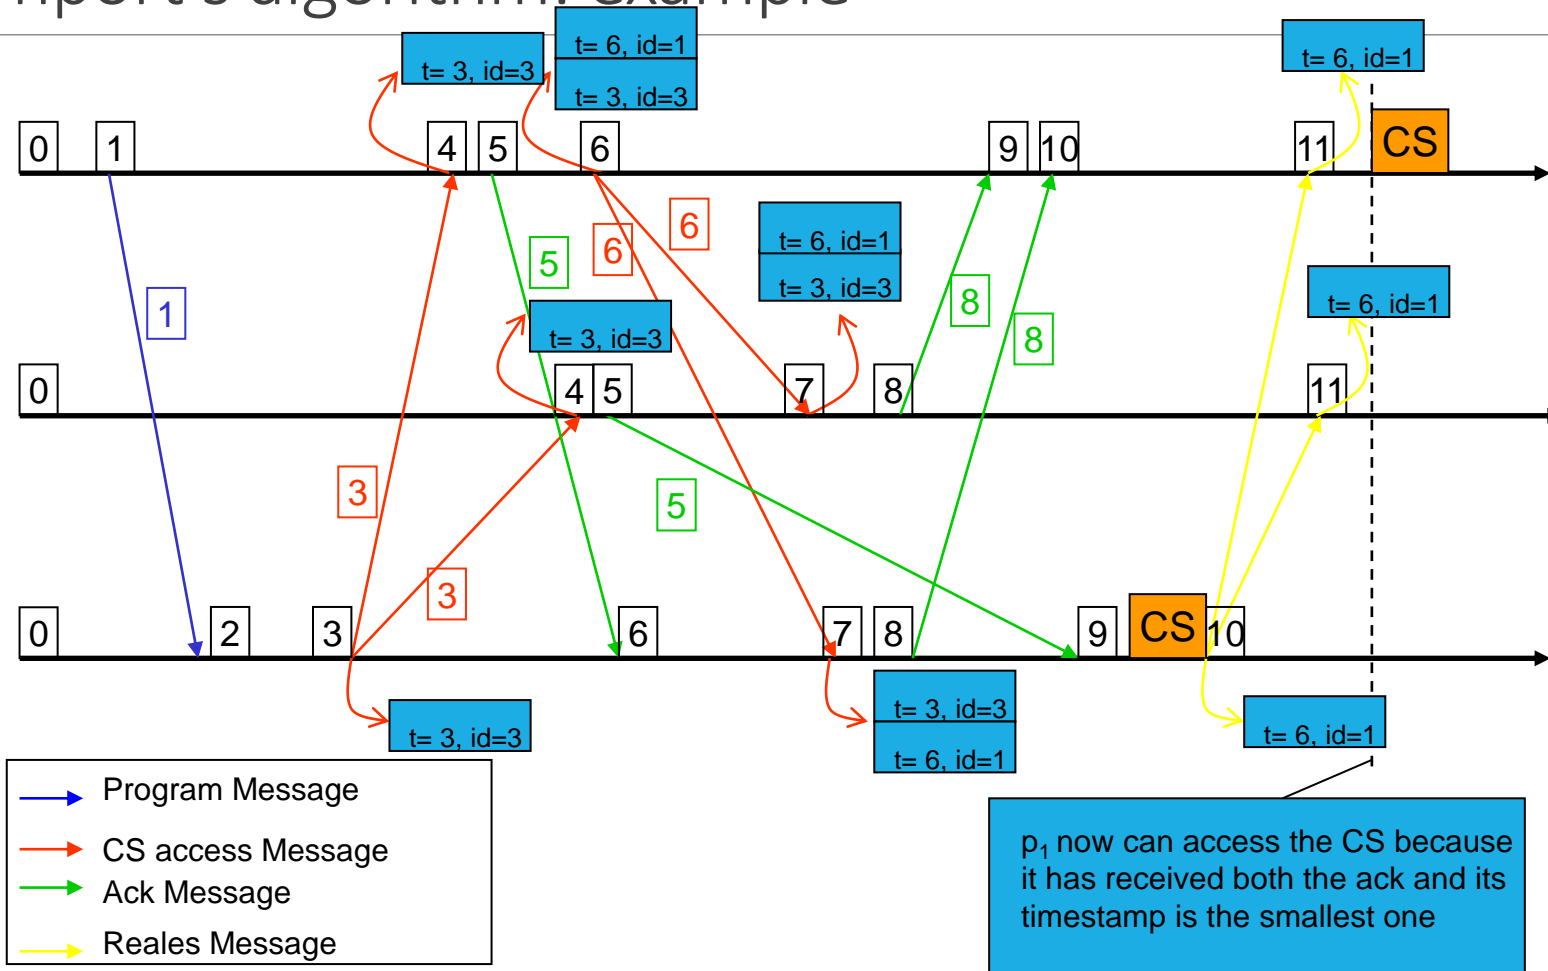 nport's algorithm: example
t= 6, id=1
t= 3, id=3
t= 3, id=3
t= 6, id=1
0
1
4
5
6
9
10
11
CS
6
6
5
1
t= 6, id=1
t= 3, id=3
8
8
t= 6, id=1
t= 3, id=3
0
4
5
7
8
11
3
5
3
0
2
3
6
7
8
9
CS
10
t= 3, id=3
t= 3, id=3
t= 6, id=1
t= 6, id=1
Program Message
CS access Message
Ack Message
Reales Message
p₁ now can access the CS because
it has received both the ack and its
timestamp is the smallest one